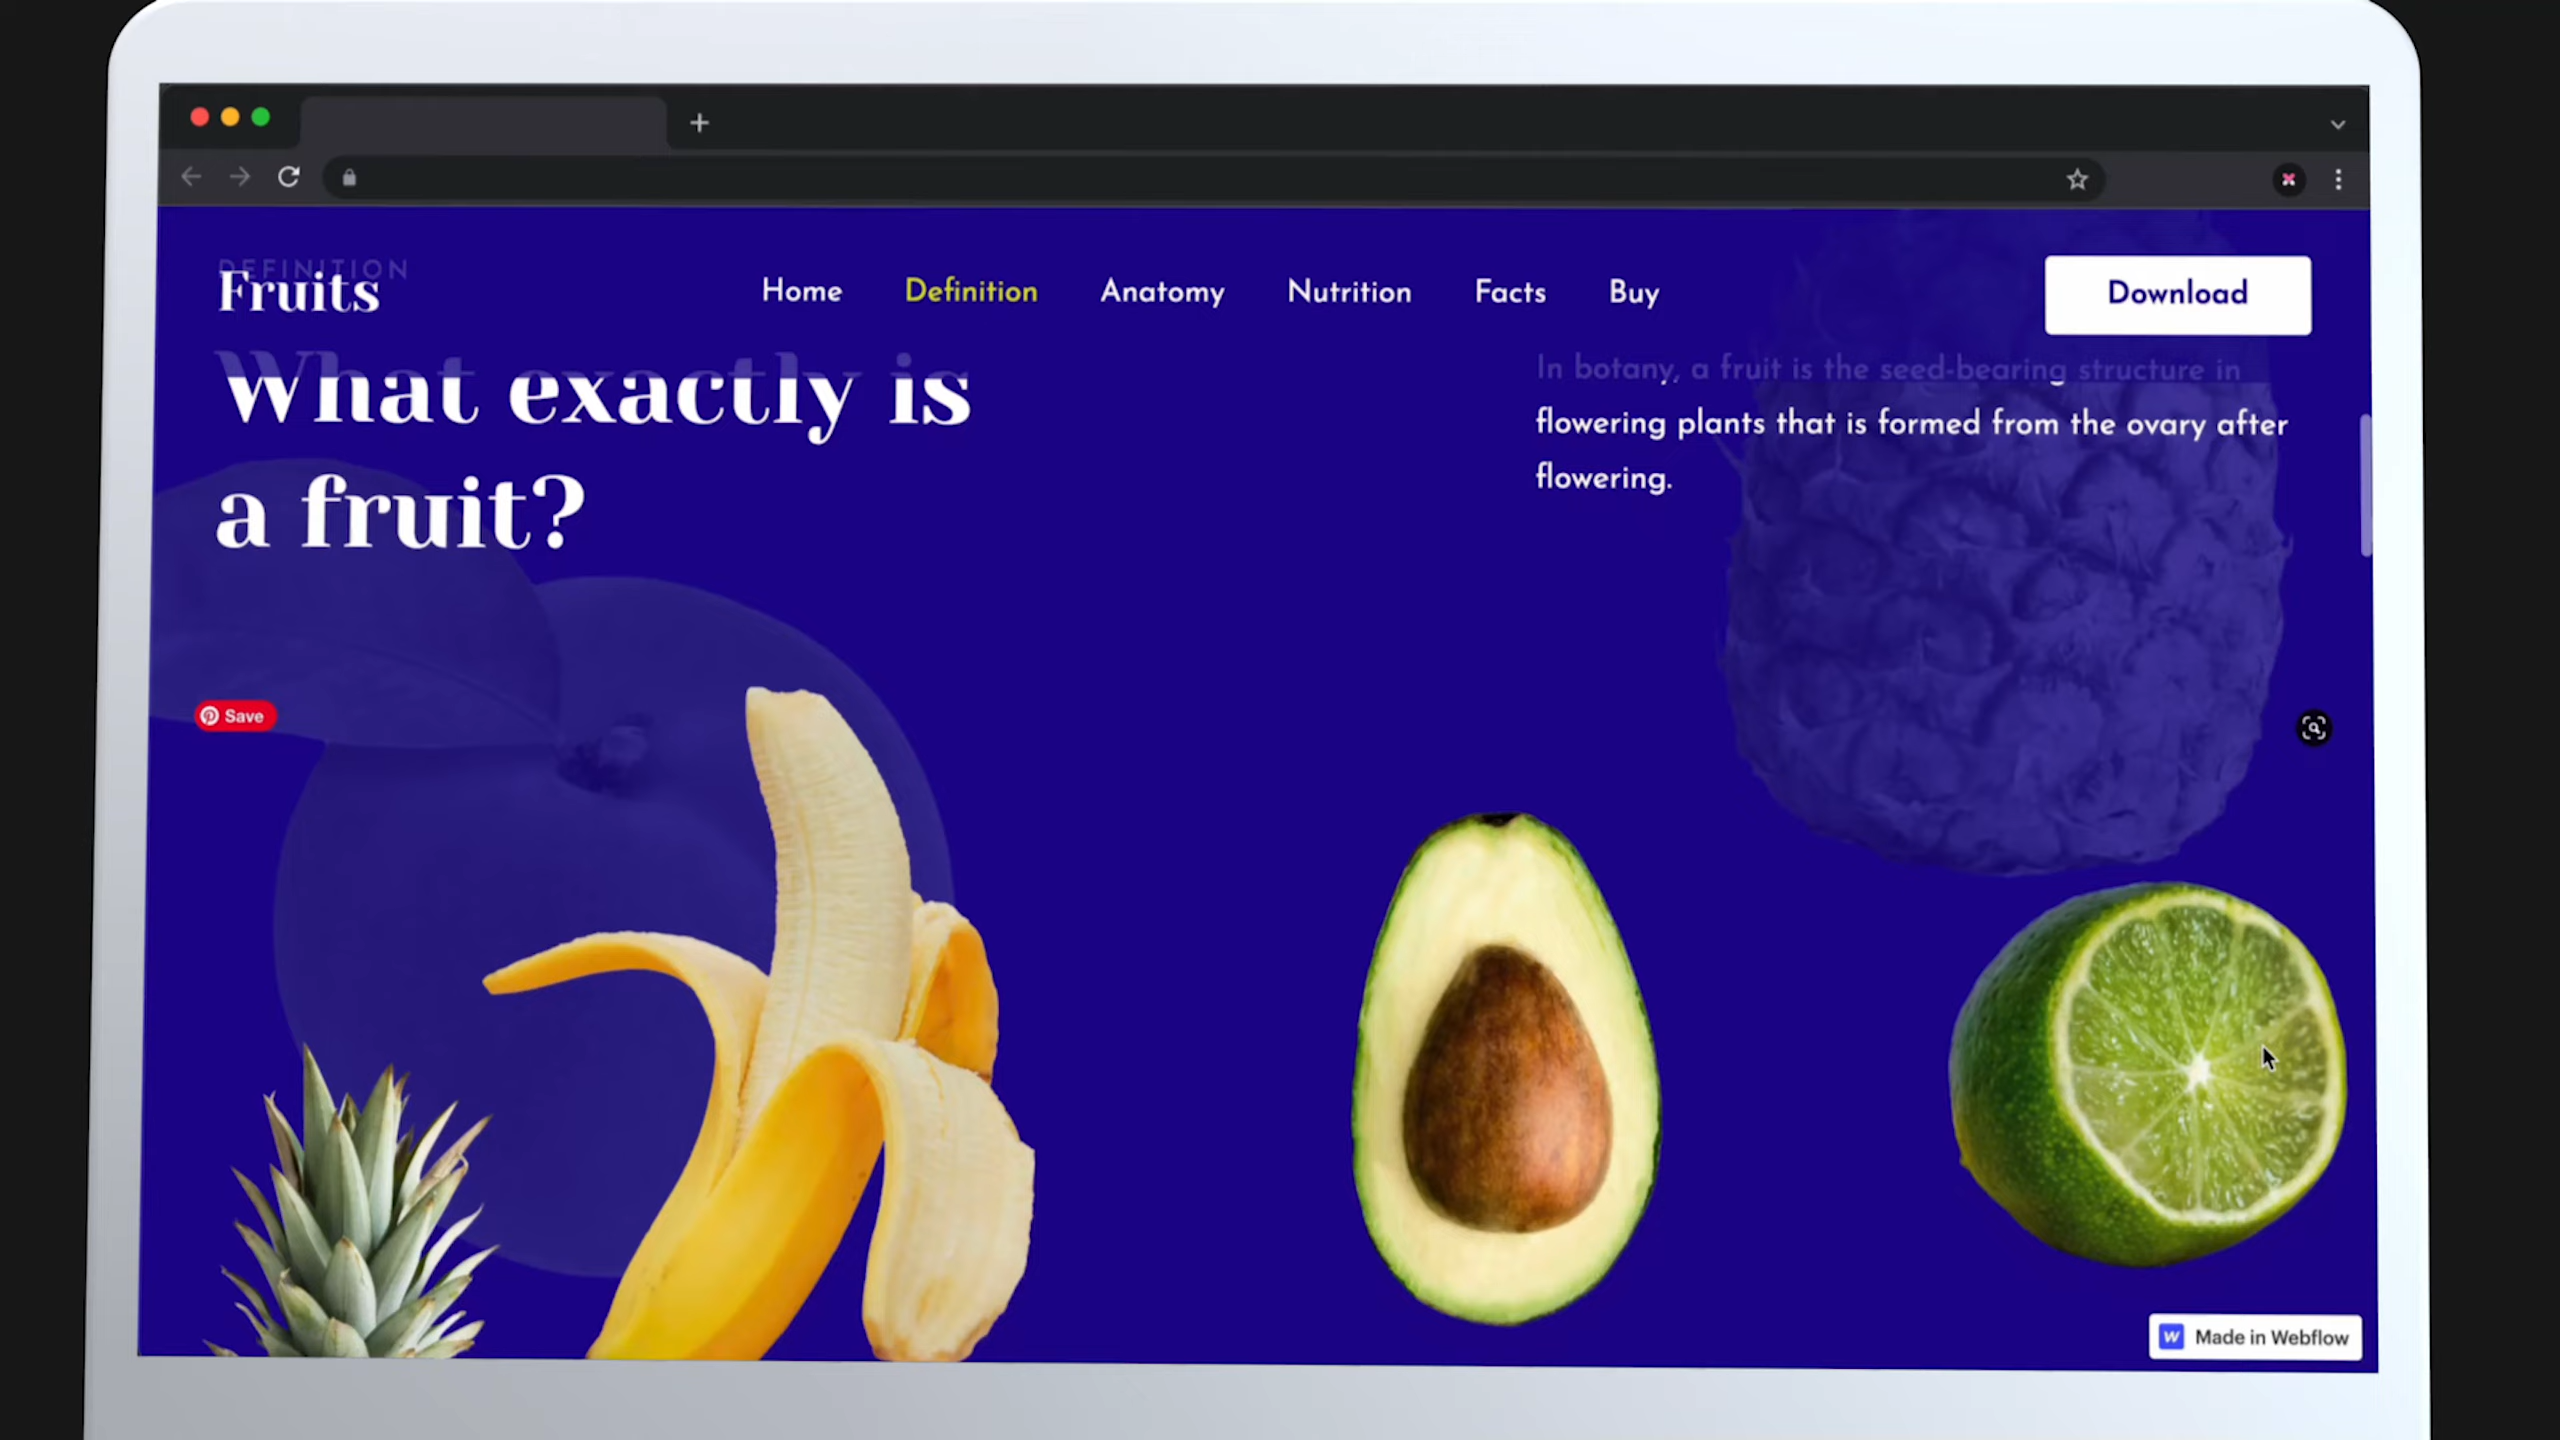 DEFINITION
Fruits
Home Definition Anatomy Nutrition Facts Buy
Download
What exactly is
a fruit?
In botany, a fruit is the seed-bearing structure in
flowering plants that is formed from the ovary after
flowering.
Save
Made in Webflow